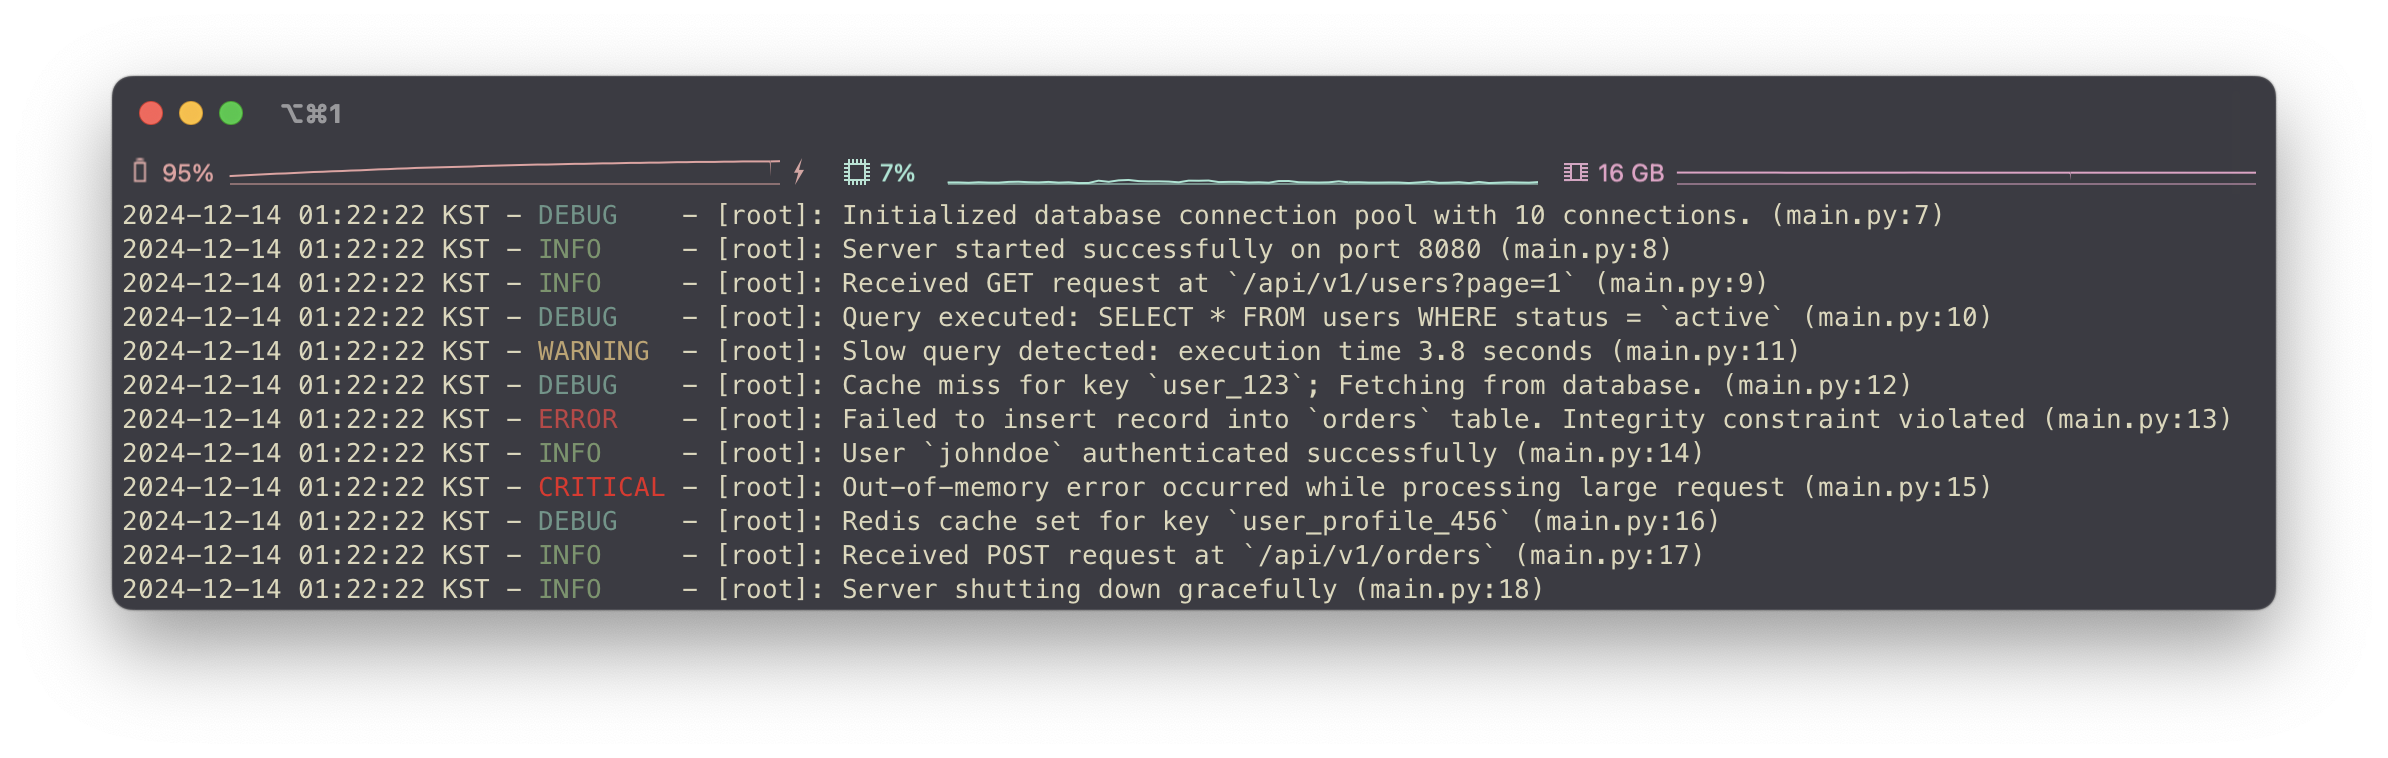 ⌥⌘1
95% 7% 16 GB
2024-12-14 01:22:22 KST - DEBUG    - [root]: Initialized database connection pool with 10 connections. (main.py:7)
2024-12-14 01:22:22 KST - INFO     - [root]: Server started successfully on port 8080 (main.py:8)
2024-12-14 01:22:22 KST - INFO     - [root]: Received GET request at `/api/v1/users?page=1` (main.py:9)
2024-12-14 01:22:22 KST - DEBUG    - [root]: Query executed: SELECT * FROM users WHERE status = `active` (main.py:10)
2024-12-14 01:22:22 KST - WARNING  - [root]: Slow query detected: execution time 3.8 seconds (main.py:11)
2024-12-14 01:22:22 KST - DEBUG    - [root]: Cache miss for key `user_123`; Fetching from database. (main.py:12)
2024-12-14 01:22:22 KST - ERROR    - [root]: Failed to insert record into `orders` table. Integrity constraint violated (main.py:13)
2024-12-14 01:22:22 KST - INFO     - [root]: User `johndoe` authenticated successfully (main.py:14)
2024-12-14 01:22:22 KST - CRITICAL - [root]: Out-of-memory error occurred while processing large request (main.py:15)
2024-12-14 01:22:22 KST - DEBUG    - [root]: Redis cache set for key `user_profile_456` (main.py:16)
2024-12-14 01:22:22 KST - INFO     - [root]: Received POST request at `/api/v1/orders` (main.py:17)
2024-12-14 01:22:22 KST - INFO     - [root]: Server shutting down gracefully (main.py:18)